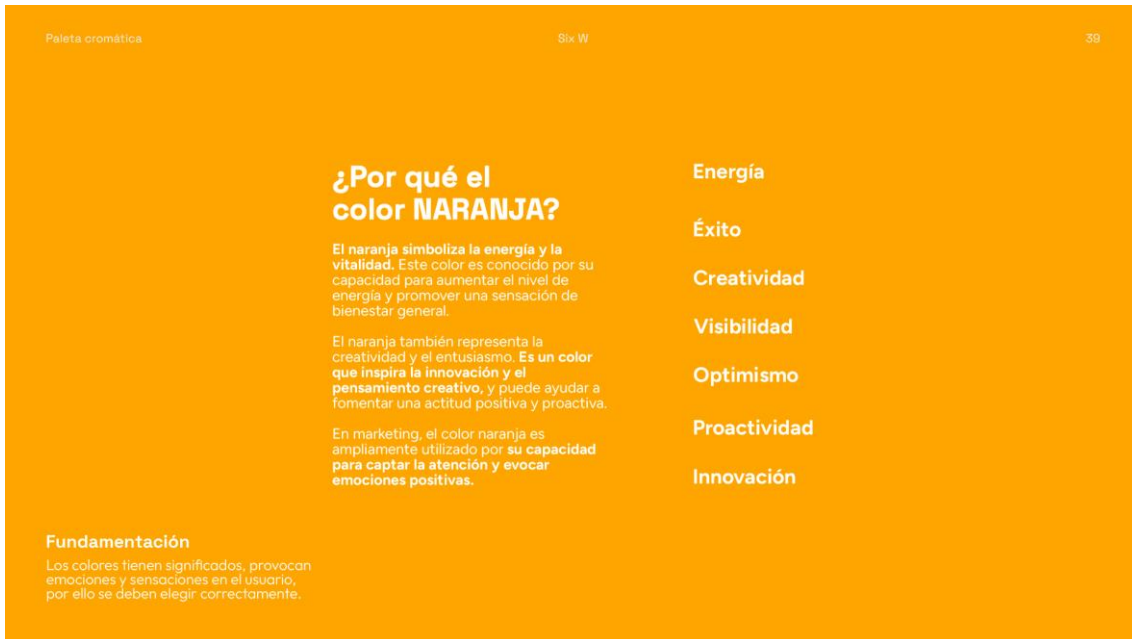 Paleta cromática
Six W
39
¿Por qué el
color NARANJA?
El naranja simboliza la energía y la
vitalidad. Este color es conocido por su
capacidad para aumentar el nivel de
energía y promover una sensación de
bienestar general.
El naranja también representa la
creatividad y el entusiasmo. Es un color
que inspira la innovación y el
pensamiento creativo, y puede ayudar a
fomentar una actitud positiva y proactiva.
En marketing, el color naranja es
ampliamente utilizado por su capacidad
para captar la atención y evocar
emociones positivas.
Energía
Éxito
Creatividad
Visibilidad
Optimismo
Proactividad
Innovación
Fundamentación
Los colores tienen significados, provocan
emociones y sensaciones en el usuario,
por ello se deben elegir correctamente.